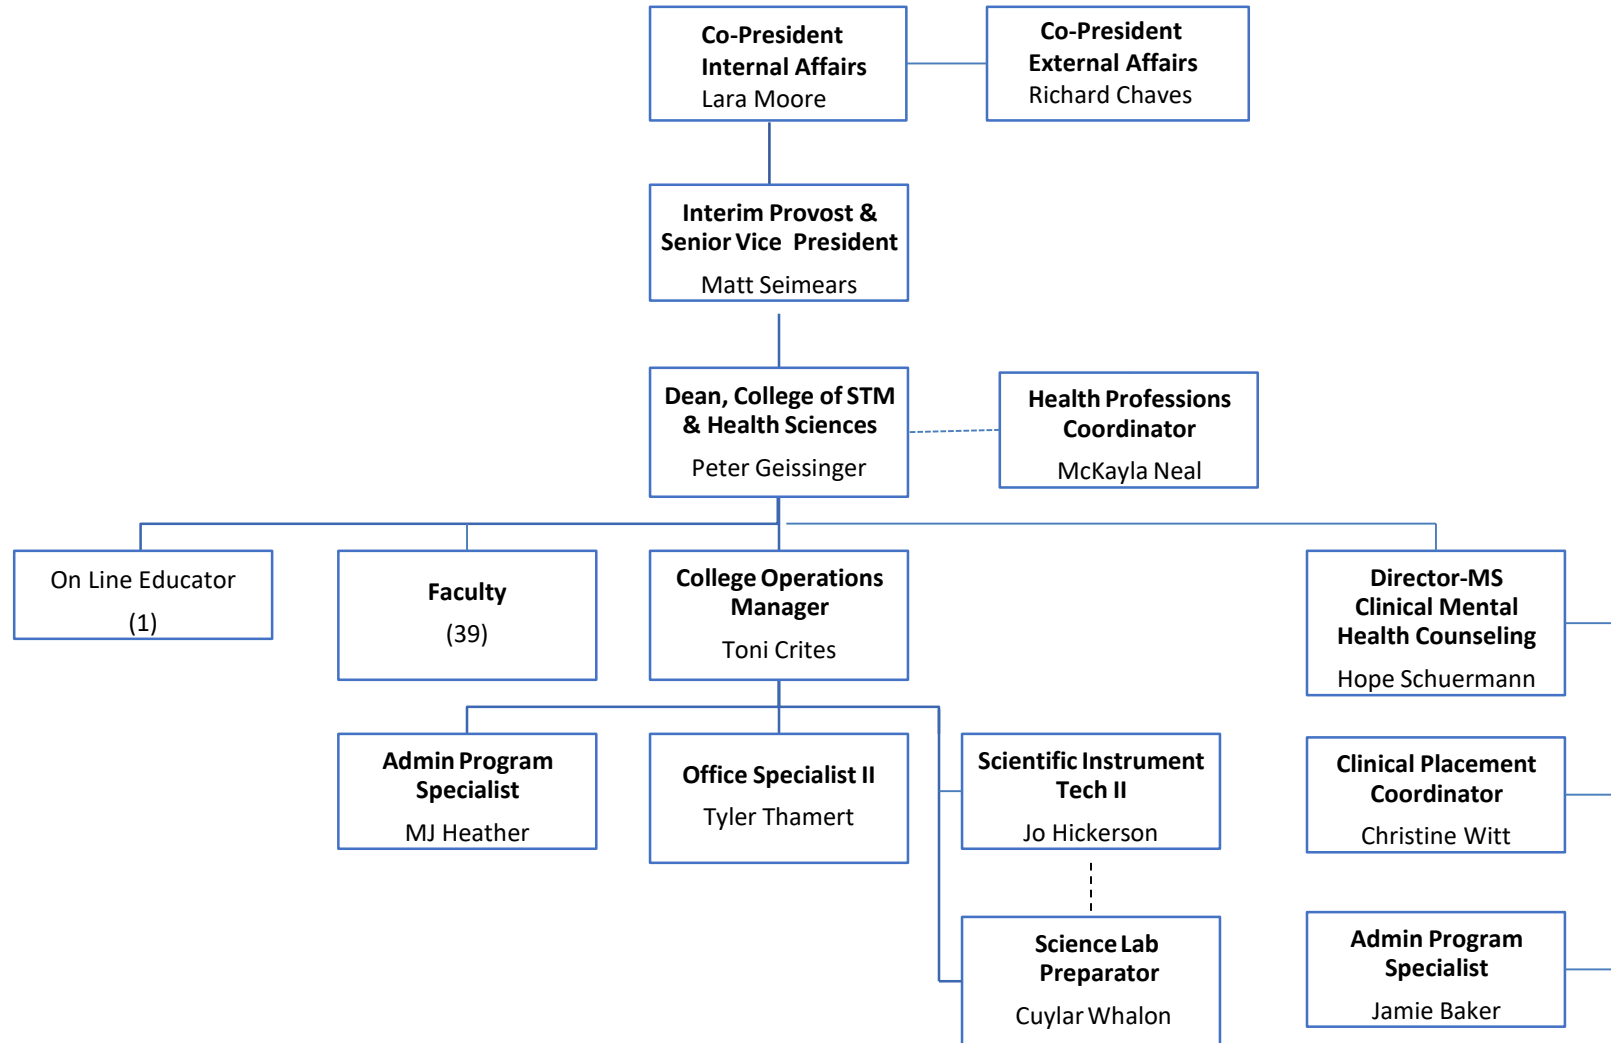 Co-President
Internal Affairs
Lara Moore
Co-President
External Affairs
Richard Chaves
Interim Provost &
Senior Vice President
Matt Seimears
Dean, College of STM
& Health Sciences
Peter Geissinger
Health Professions
Coordinator
McKayla Neal
On Line Educator
(1)
Faculty
(39)
College Operations
Manager
Toni Crites
Director-MS
Clinical Mental
Health Counseling
Hope Schuermann
Admin Program
Specialist
MJ Heather
Office Specialist II
Tyler Thamert
Scientific Instrument
Tech II
Jo Hickerson
Clinical Placement
Coordinator
Christine Witt
Science Lab
Preparator
Cuylar Whalon
Admin Program
Specialist
Jamie Baker